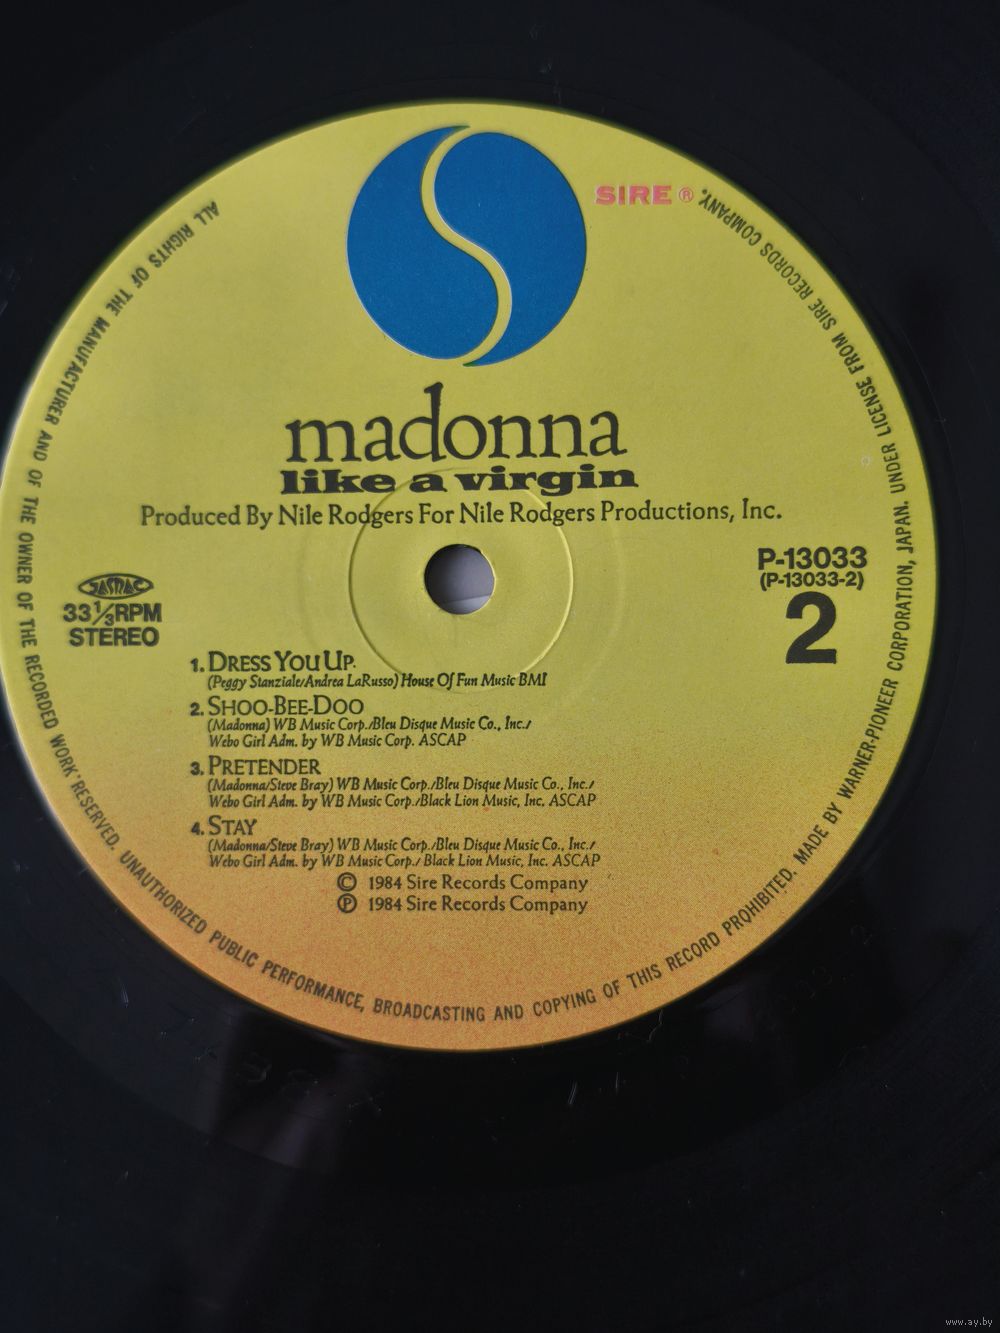 SIRE ®
madonna
like a virgin
Produced By Nile Rodgers For Nile Rodgers Productions, Inc.
JASRAC
33 1/3 RPM
STEREO
P-13033
(P-13033-2)
2
1. DRESS YOU UP
(Peggy Stanziale/Andrea LaRusso) House Of Fun Music BMI
2. SHOO-BEE-DOO
(Madonna) WB Music Corp./Bleu Disque Music Co., Inc./
Webo Girl Adm. by WB Music Corp. ASCAP
3. PRETENDER
(Madonna/Steve Bray) WB Music Corp./Bleu Disque Music Co., Inc./
Webo Girl Adm. by WB Music Corp./Black Lion Music, Inc. ASCAP
4. STAY
(Madonna/Steve Bray) WB Music Corp./Bleu Disque Music Co., Inc./
Webo Girl Adm. by WB Music Corp./ Black Lion Music, Inc. ASCAP
© 1984 Sire Records Company
℗ 1984 Sire Records Company
ALL RIGHTS OF THE MANUFACTURER AND OF THE OWNER OF THE RECORDED WORK RESERVED. UNAUTHORIZED PUBLIC PERFORMANCE, BROADCASTING AND COPYING OF THIS RECORD PROHIBITED. MADE BY WARNER-PIONEER CORPORATION, JAPAN. UNDER LICENSE FROM SIRE RECORDS COMPANY.
www.ay.by